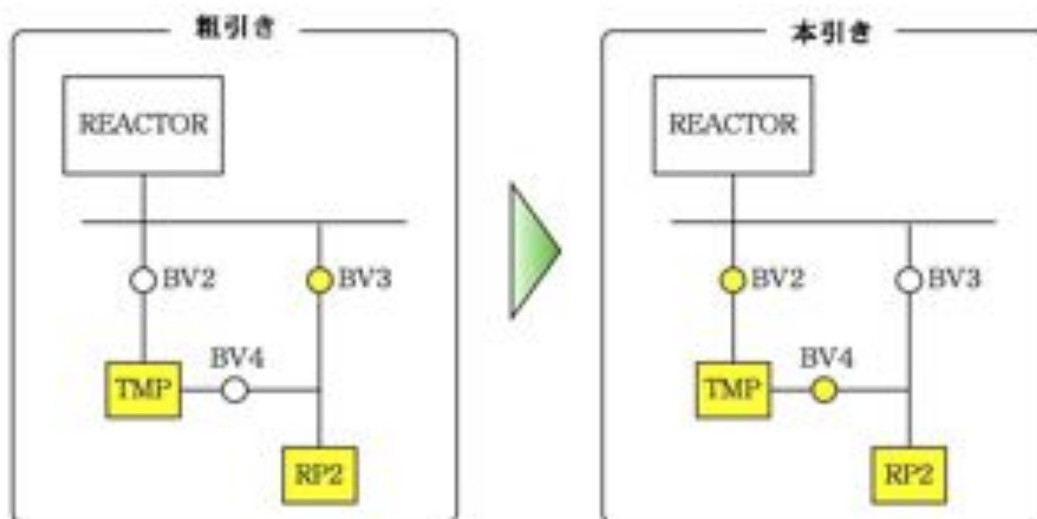 粗引き
REACTOR
BV2
BV3
BV4
TMP
RP2
本引き
REACTOR
BV2
BV3
BV4
TMP
RP2